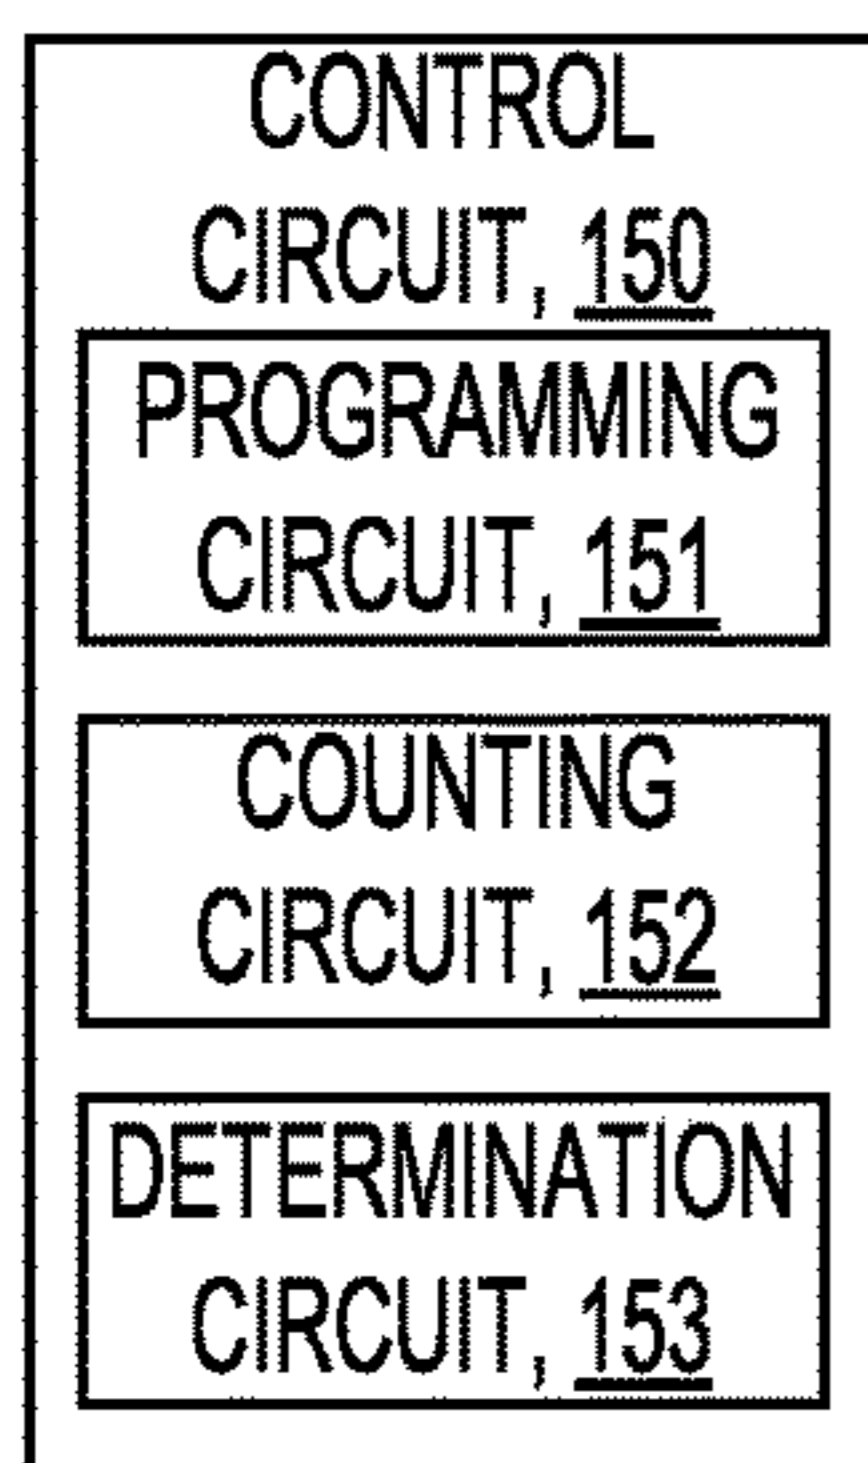 CONTROL
CIRCUIT, 150
PROGRAMMING
CIRCUIT, 151
COUNTING
CIRCUIT, 152
DETERMINATION
CIRCUIT, 153